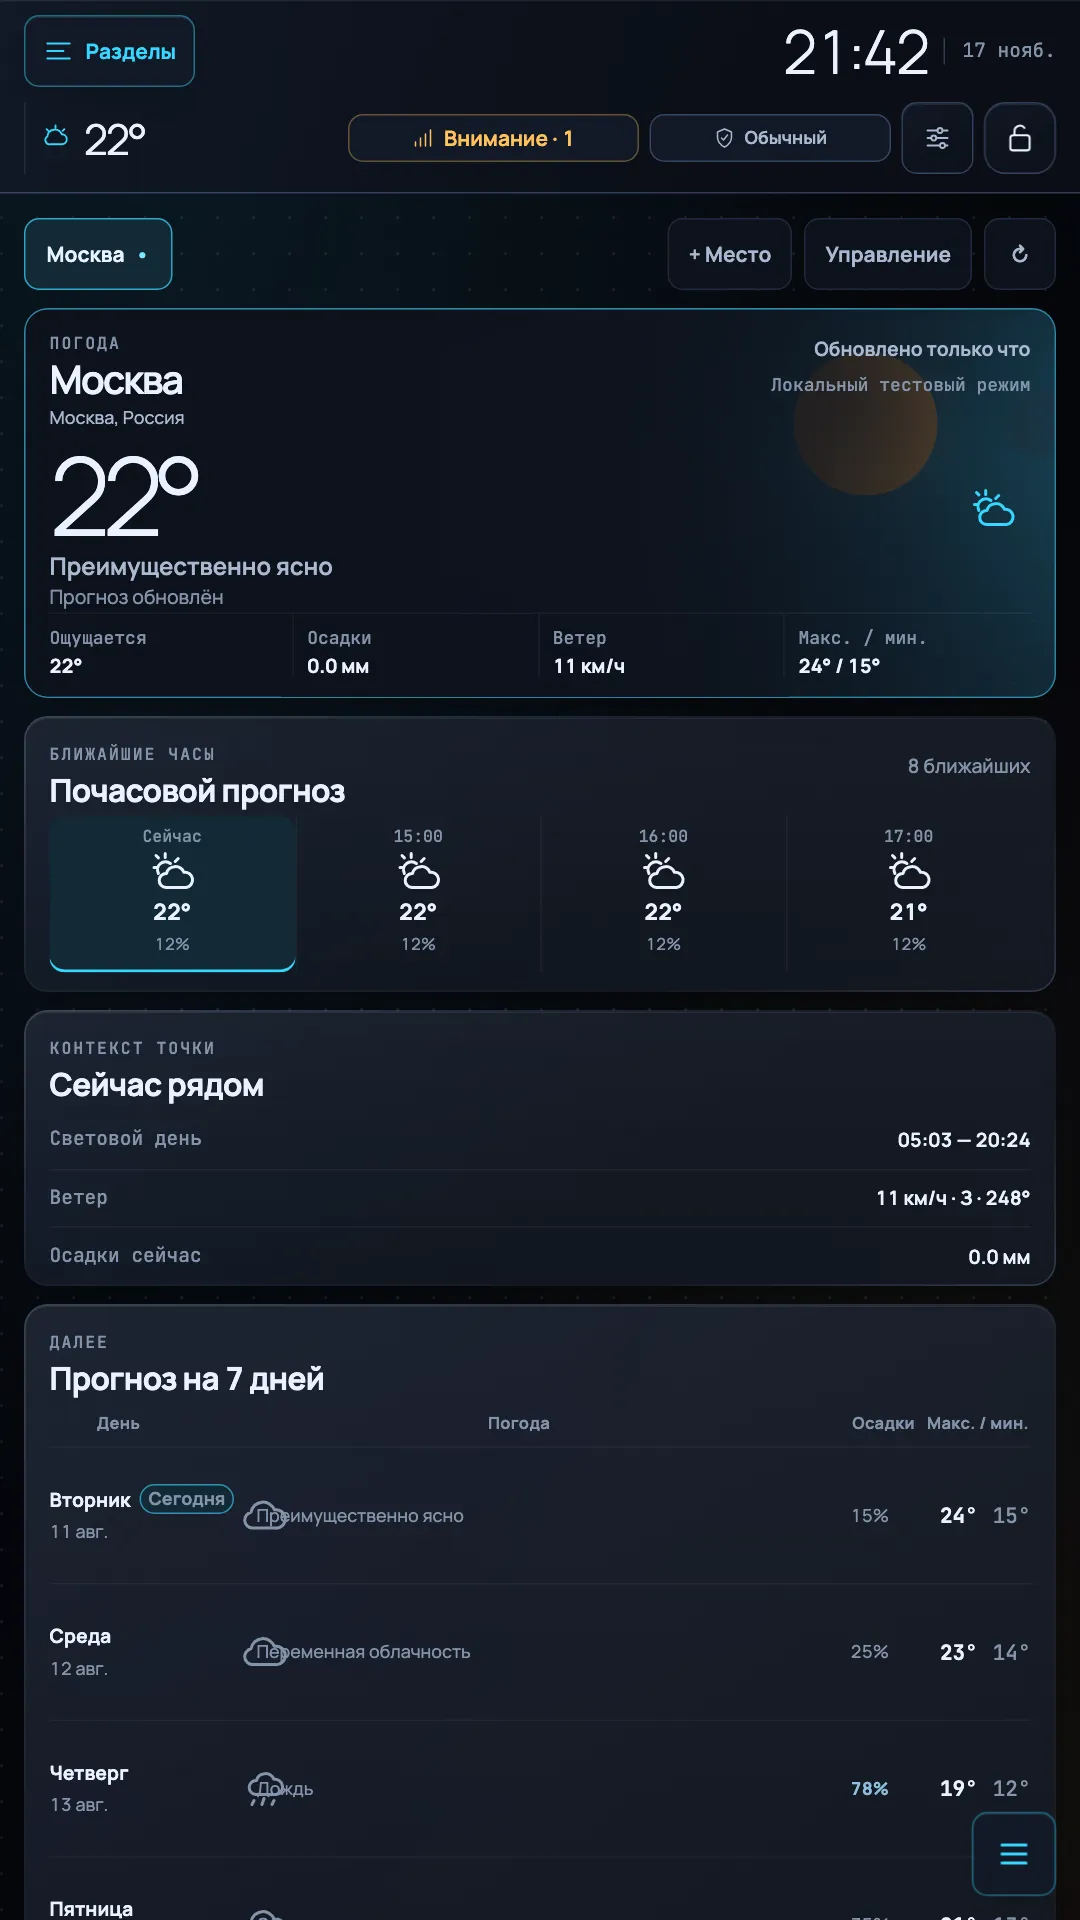 Разделы
21:42
17 нояб.
22°
Внимание · 1
Обычный
Москва
+ Место
Управление
ПОГОДА
Обновлено только что
Москва
Локальный тестовый режим
Москва, Россия
22°
Преимущественно ясно
Прогноз обновлён
Ощущается
Осадки
Ветер
Макс. / мин.
22°
0.0 мм
11 км/ч
24° / 15°
БЛИЖАЙШИЕ ЧАСЫ
8 ближайших
Почасовой прогноз
Сейчас
15:00
16:00
17:00
22°
22°
22°
21°
12%
12%
12%
12%
КОНТЕКСТ ТОЧКИ
Сейчас рядом
Световой день
05:03 — 20:24
Ветер
11 км/ч · З · 248°
Осадки сейчас
0.0 мм
ДАЛЕЕ
Прогноз на 7 дней
День
Погода
Осадки
Макс. / мин.
Вторник
Сегодня
11 авг.
Преимущественно ясно
15%
24° 15°
Среда
12 авг.
Переменная облачность
25%
23° 14°
Четверг
13 авг.
Дождь
78%
19° 12°
Пятница